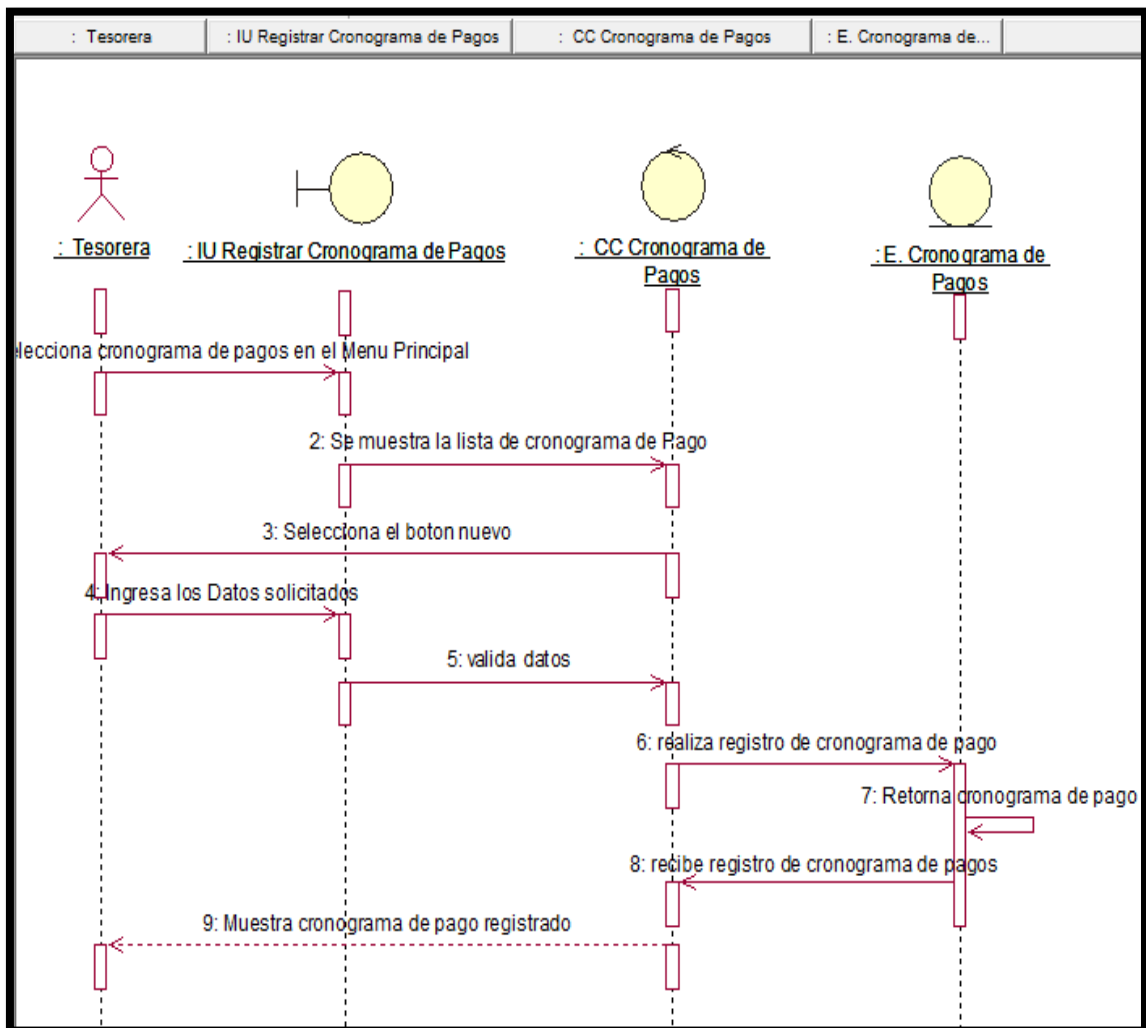 : Tesorera
: IU Registrar Cronograma de Pagos
: CC Cronograma de Pagos
: E. Cronograma de...
: Tesorera
: IU Registrar Cronograma de Pagos
: CC Cronograma de
Pagos
: E. Cronograma de
Pagos
lecciona cronograma de pagos en el Menu Principal
2: Se muestra la lista de cronograma de Pago
3: Selecciona el boton nuevo
4: Ingresa los Datos solicitados
5: valida datos
6: realiza registro de cronograma de pago
7: Retorna cronograma de pago
8: recibe registro de cronograma de pagos
9: Muestra cronograma de pago registrado